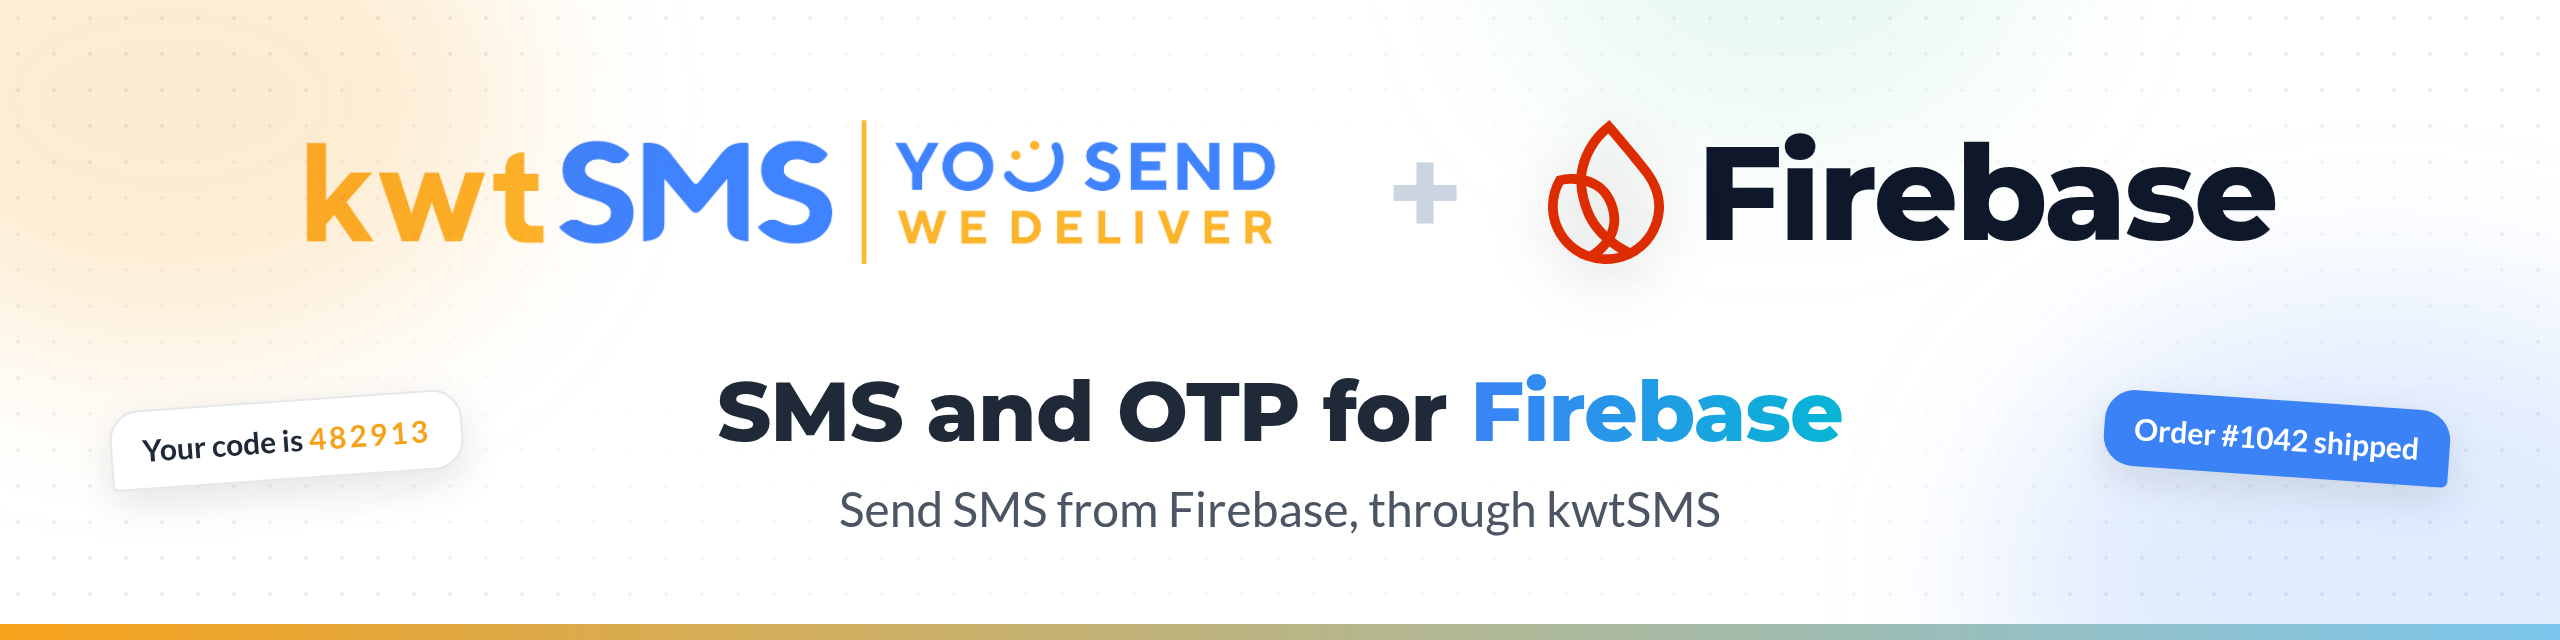 kwtSMS
YOU SEND
WE DELIVER
+
Firebase
SMS and OTP for Firebase
Your code is 482913
Order #1042 shipped
Send SMS from Firebase, through kwtSMS